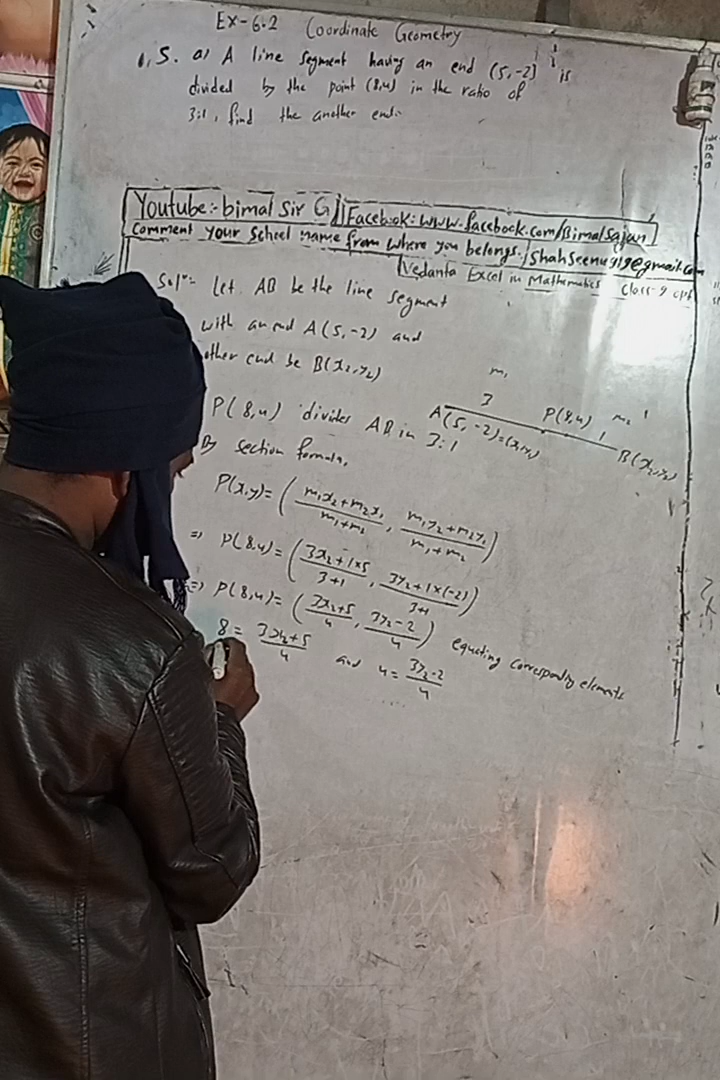 Ex-6.2 Coordinate Geometry
1, 5. a) A line segment having an end (5,-2) is
divided by the point (8,4) in the ratio of
3:1, find the another end.
Youtube:- bimal Sir G
Facebook: www.facebook.com/Bimalsajan
Comment your School name from where you belongs.
Shahseenu919@gmail.com
Vedanta Excel in Mathematics Class-9 opt
Solⁿ: Let AB be the line segment
with an end A(5,-2) and
other end be B(x₂,y₂)
P(8,4) divides AB in 3:1
m₁ m₂
3 P(8,4) 1
A(5,-2)=(x₁,y₁) 1 B(x₂,y₂)
By section formula,
P(x,y)= (m₁x₂+m₂x₁/m₁+m₂, m₁y₂+m₂y₁/m₁+m₂)
⇒ P(8,4)= (3x₂+1×5/3+1, 3y₂+1×(-2)/3+1)
⇒ P(8,4)= (3x₂+5/4, 3y₂-2/4) equating corresponding elements
8= 3x₂+5/4 and 4= 3y₂-2/4